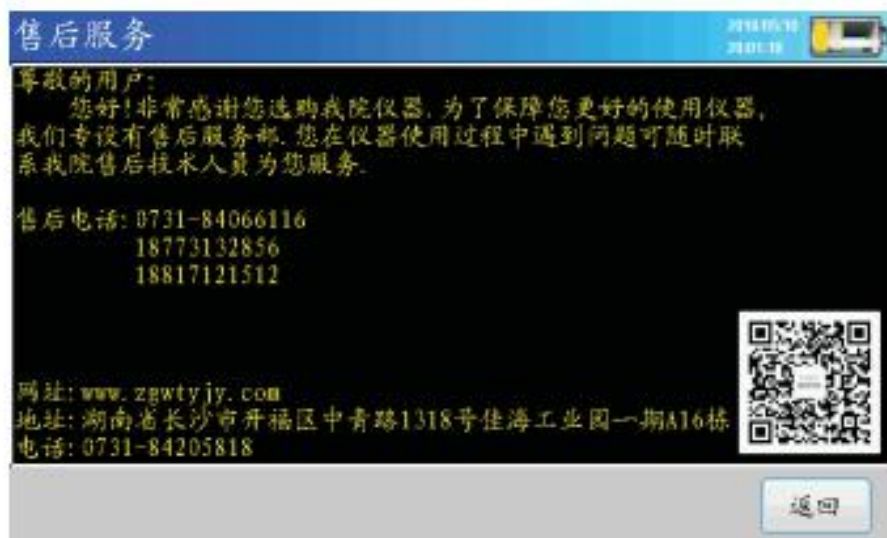 售后服务
尊敬的用户:
您好!非常感谢您选购我院仪器.为了保障您更好的使用仪器,
我们专设有售后服务部.您在仪器使用过程中遇到问题可随时联
系我院售后技术人员为您服务.
售后电话:0731-84066116
18773132856
18817121512
网址:www.zgwtyjy.com
地址:湖南省长沙市开福区中青路1318号佳海工业园一期A16栋
电话:0731-84205818
返回